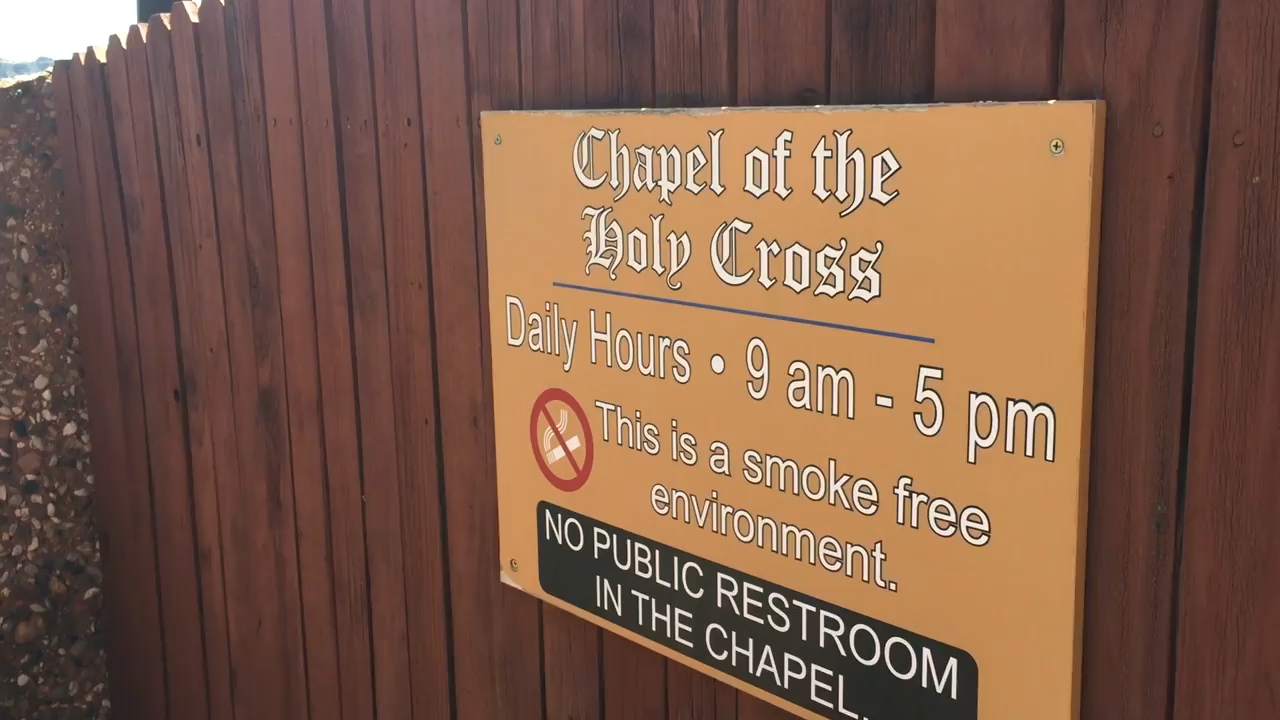 Chapel of the
Holy Cross
Daily Hours • 9 am - 5 pm
This is a smoke free
environment.
NO PUBLIC RESTROOM
IN THE CHAPEL.